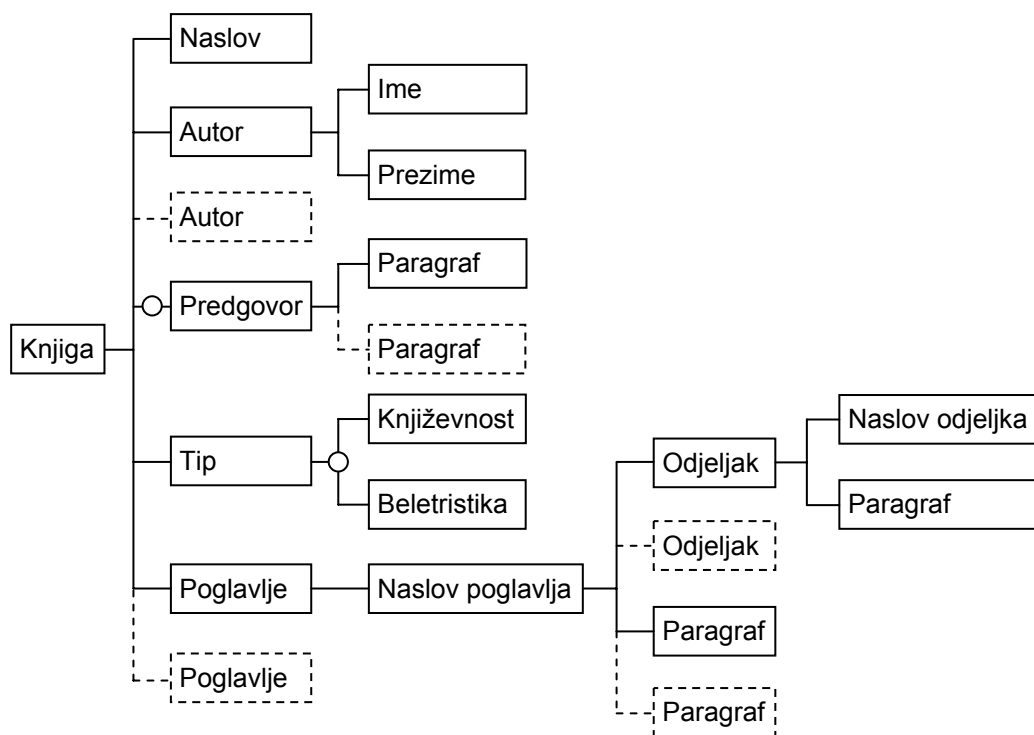 Naslov
Ime
Autor
Prezime
Autor
Paragraf
Predgovor
Knjiga
Paragraf
Književnost
Naslov odjeljka
Tip
Odjeljak
Beletristika
Paragraf
Odjeljak
Poglavlje
Naslov poglavlja
Paragraf
Poglavlje
Paragraf